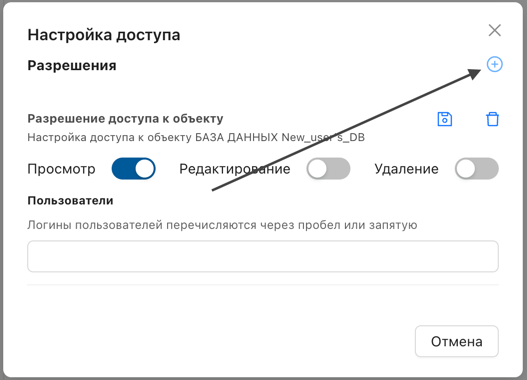 Настройка доступа
Разрешения
Разрешение доступа к объекту
Настройка доступа к объекту БАЗА ДАННЫХ New_user's_DB
Просмотр Редактирование Удаление
Пользователи
Логины пользователей перечисляются через пробел или запятую
Отмена